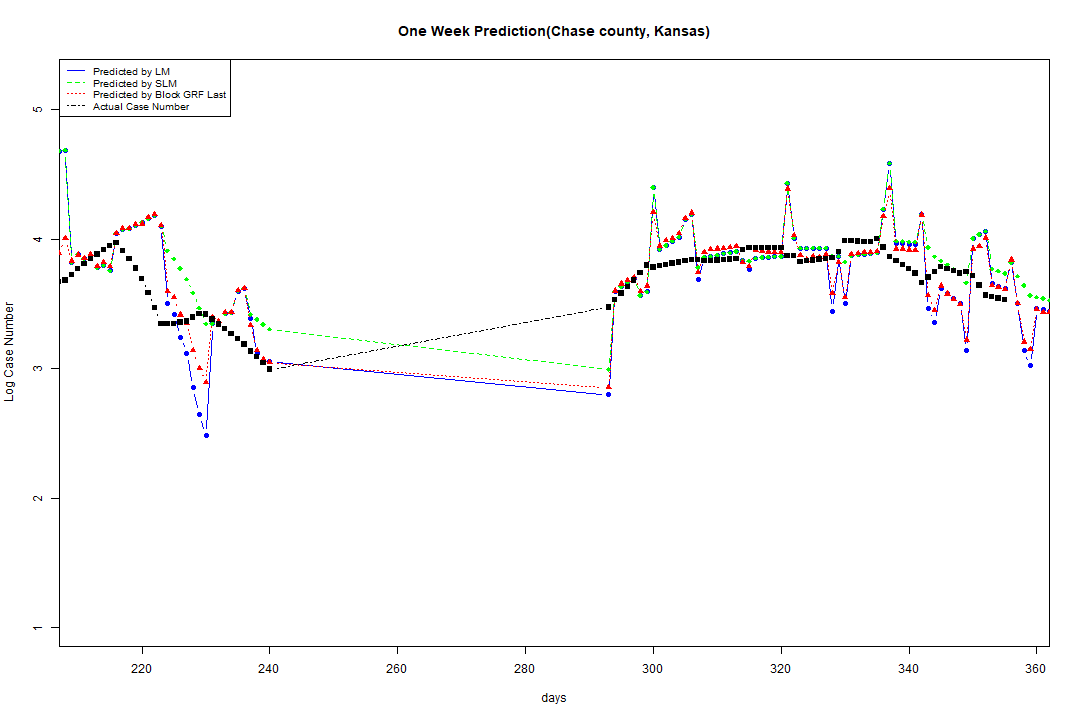 One Week Prediction(Chase county, Kansas)
Predicted by LM
Predicted by SLM
Predicted by Block GRF Last
Actual Case Number
5
4
3
2
1
Log Case Number
220 240 260 280 300 320 340 360
days